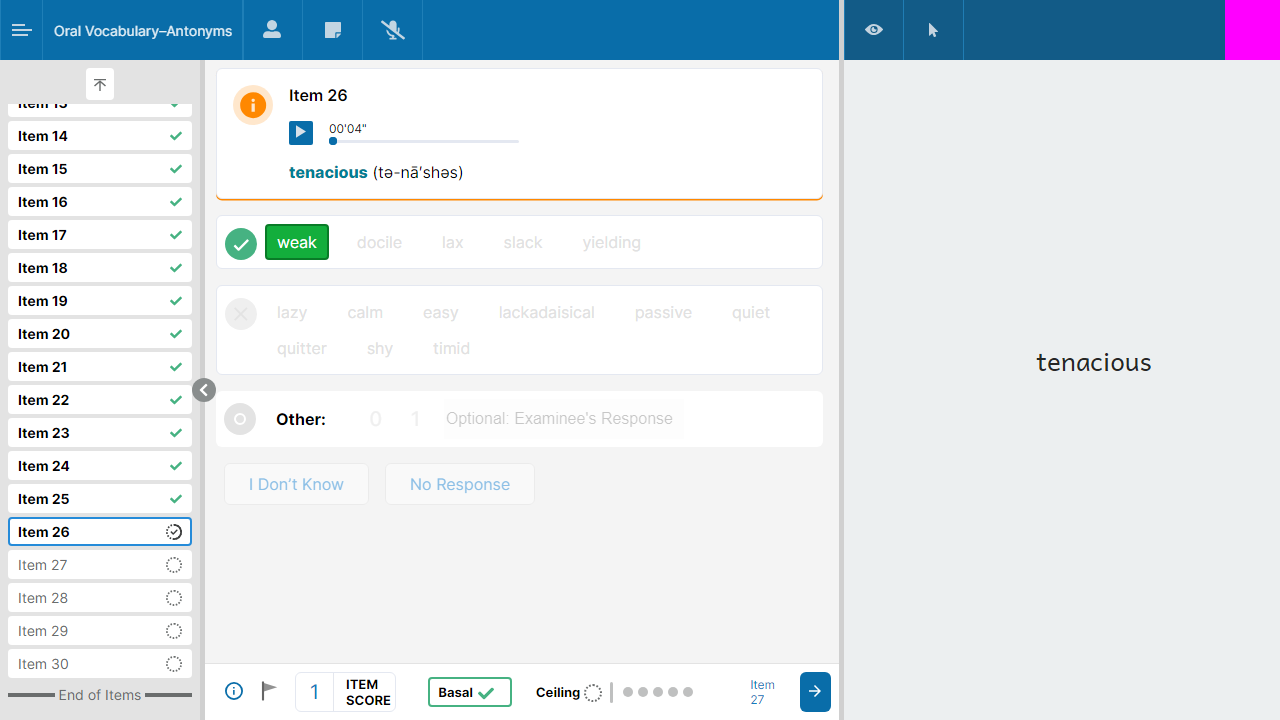 Oral Vocabulary–Antonyms
Item 14
Item 15
Item 16
Item 17
Item 18
Item 19
Item 20
Item 21
Item 22
Item 23
Item 24
Item 25
Item 26
Item 27
Item 28
Item 29
Item 30
End of Items
Item 26
00'04"
tenacious (tə-nā′shəs)
weak docile lax slack yielding
lazy calm easy lackadaisical passive quiet
quitter shy timid
Other: 0 1 Optional: Examinee's Response
I Don’t Know No Response
1 ITEM SCORE
Basal
Ceiling
Item 27
tenacious